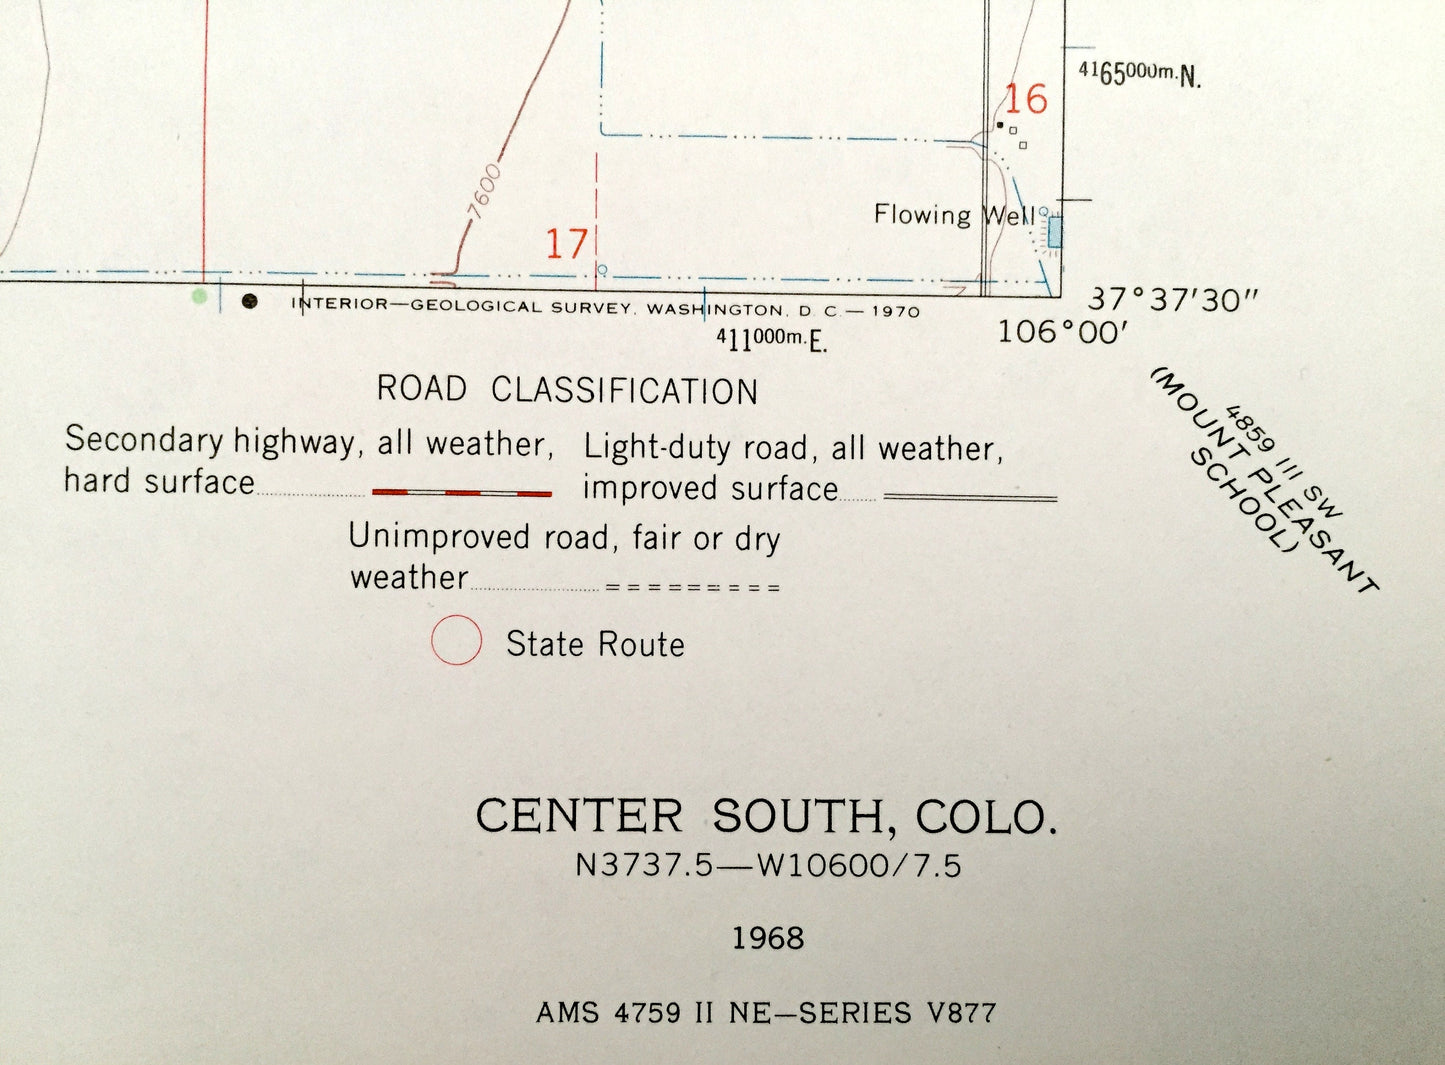 4165000m.N.
16
7600
Flowing Well
17
INTERIOR—GEOLOGICAL SURVEY, WASHINGTON, D. C.— 1970
37°37'30"
411000m.E.
106°00'
ROAD CLASSIFICATION
Secondary highway, all weather,
hard surface
Light-duty road, all weather,
improved surface
Unimproved road, fair or dry
weather
State Route
(MOUNT PLEASANT
SCHOOL)
4859 III SW
CENTER SOUTH, COLO.
N3737.5—W10600/7.5
1968
AMS 4759 II NE—SERIES V877